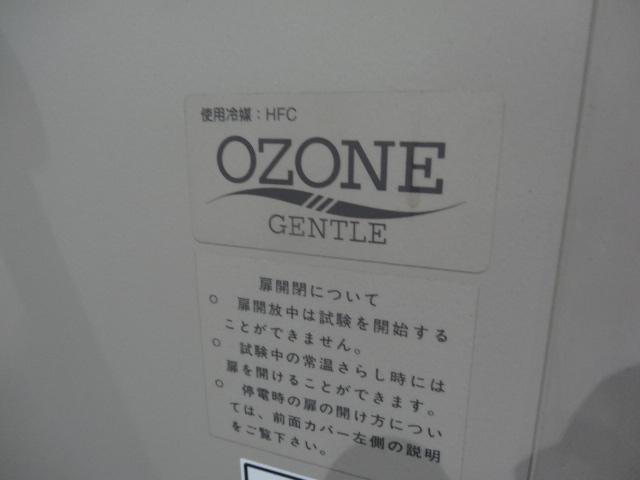 使用冷媒：HFC
OZONE
GENTLE
扉開閉について
○ 扉開放中は試験を開始する
ことができません。
○ 試験中の常温さらし時には
扉を開けることができます。
○ 停電時の扉の開け方につい
ては、前面カバー左側の説明
をご覧下さい。